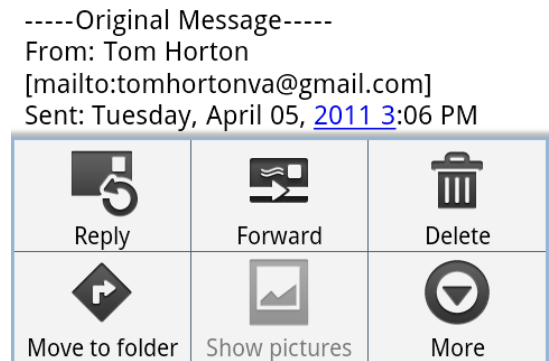 -----Original Message-----
From: Tom Horton
[mailto:tomhortonva@gmail.com]
Sent: Tuesday, April 05, 2011 3:06 PM
Reply Forward Delete
Move to folder Show pictures More